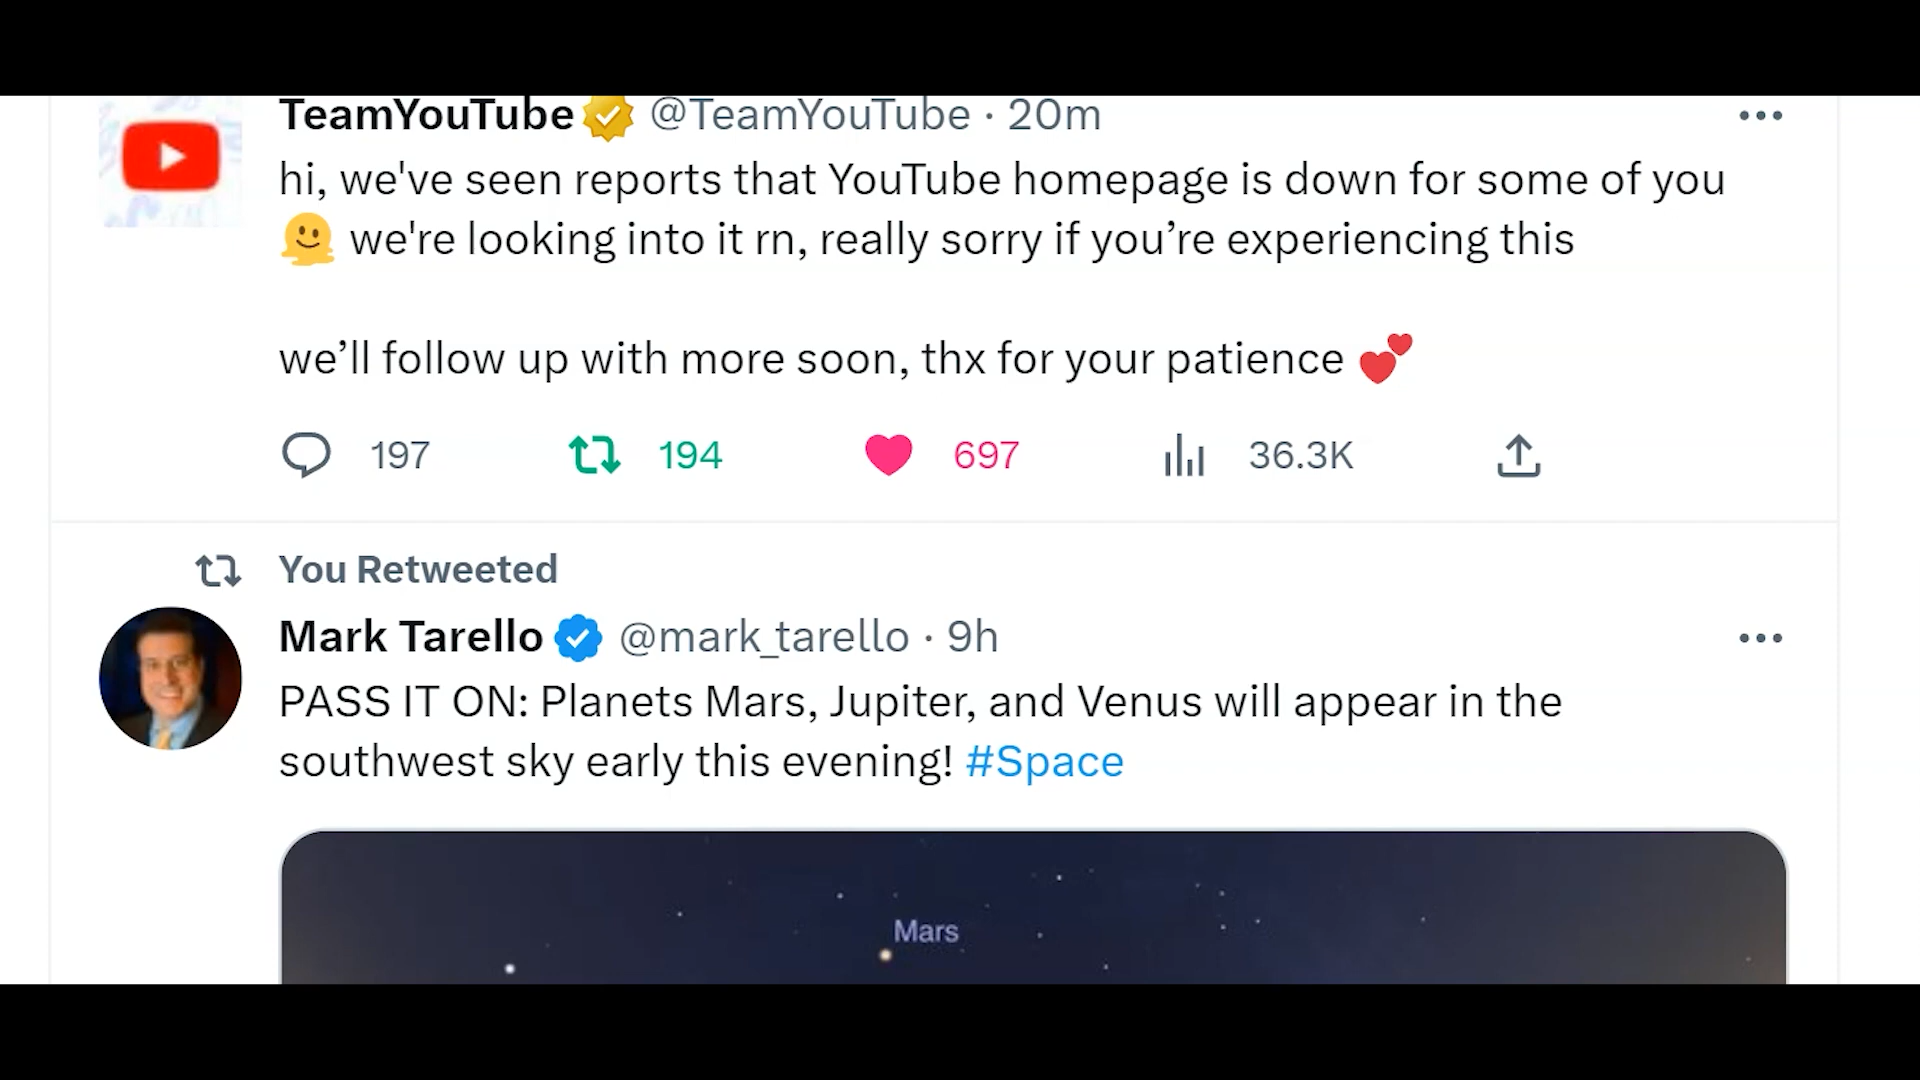 TeamYouTube @TeamYouTube · 20m
hi, we've seen reports that YouTube homepage is down for some of you
🫠 we're looking into it rn, really sorry if you’re experiencing this
we’ll follow up with more soon, thx for your patience 💕
197 194 697 36.3K
You Retweeted
Mark Tarello @mark_tarello · 9h
PASS IT ON: Planets Mars, Jupiter, and Venus will appear in the
southwest sky early this evening! #Space
Mars